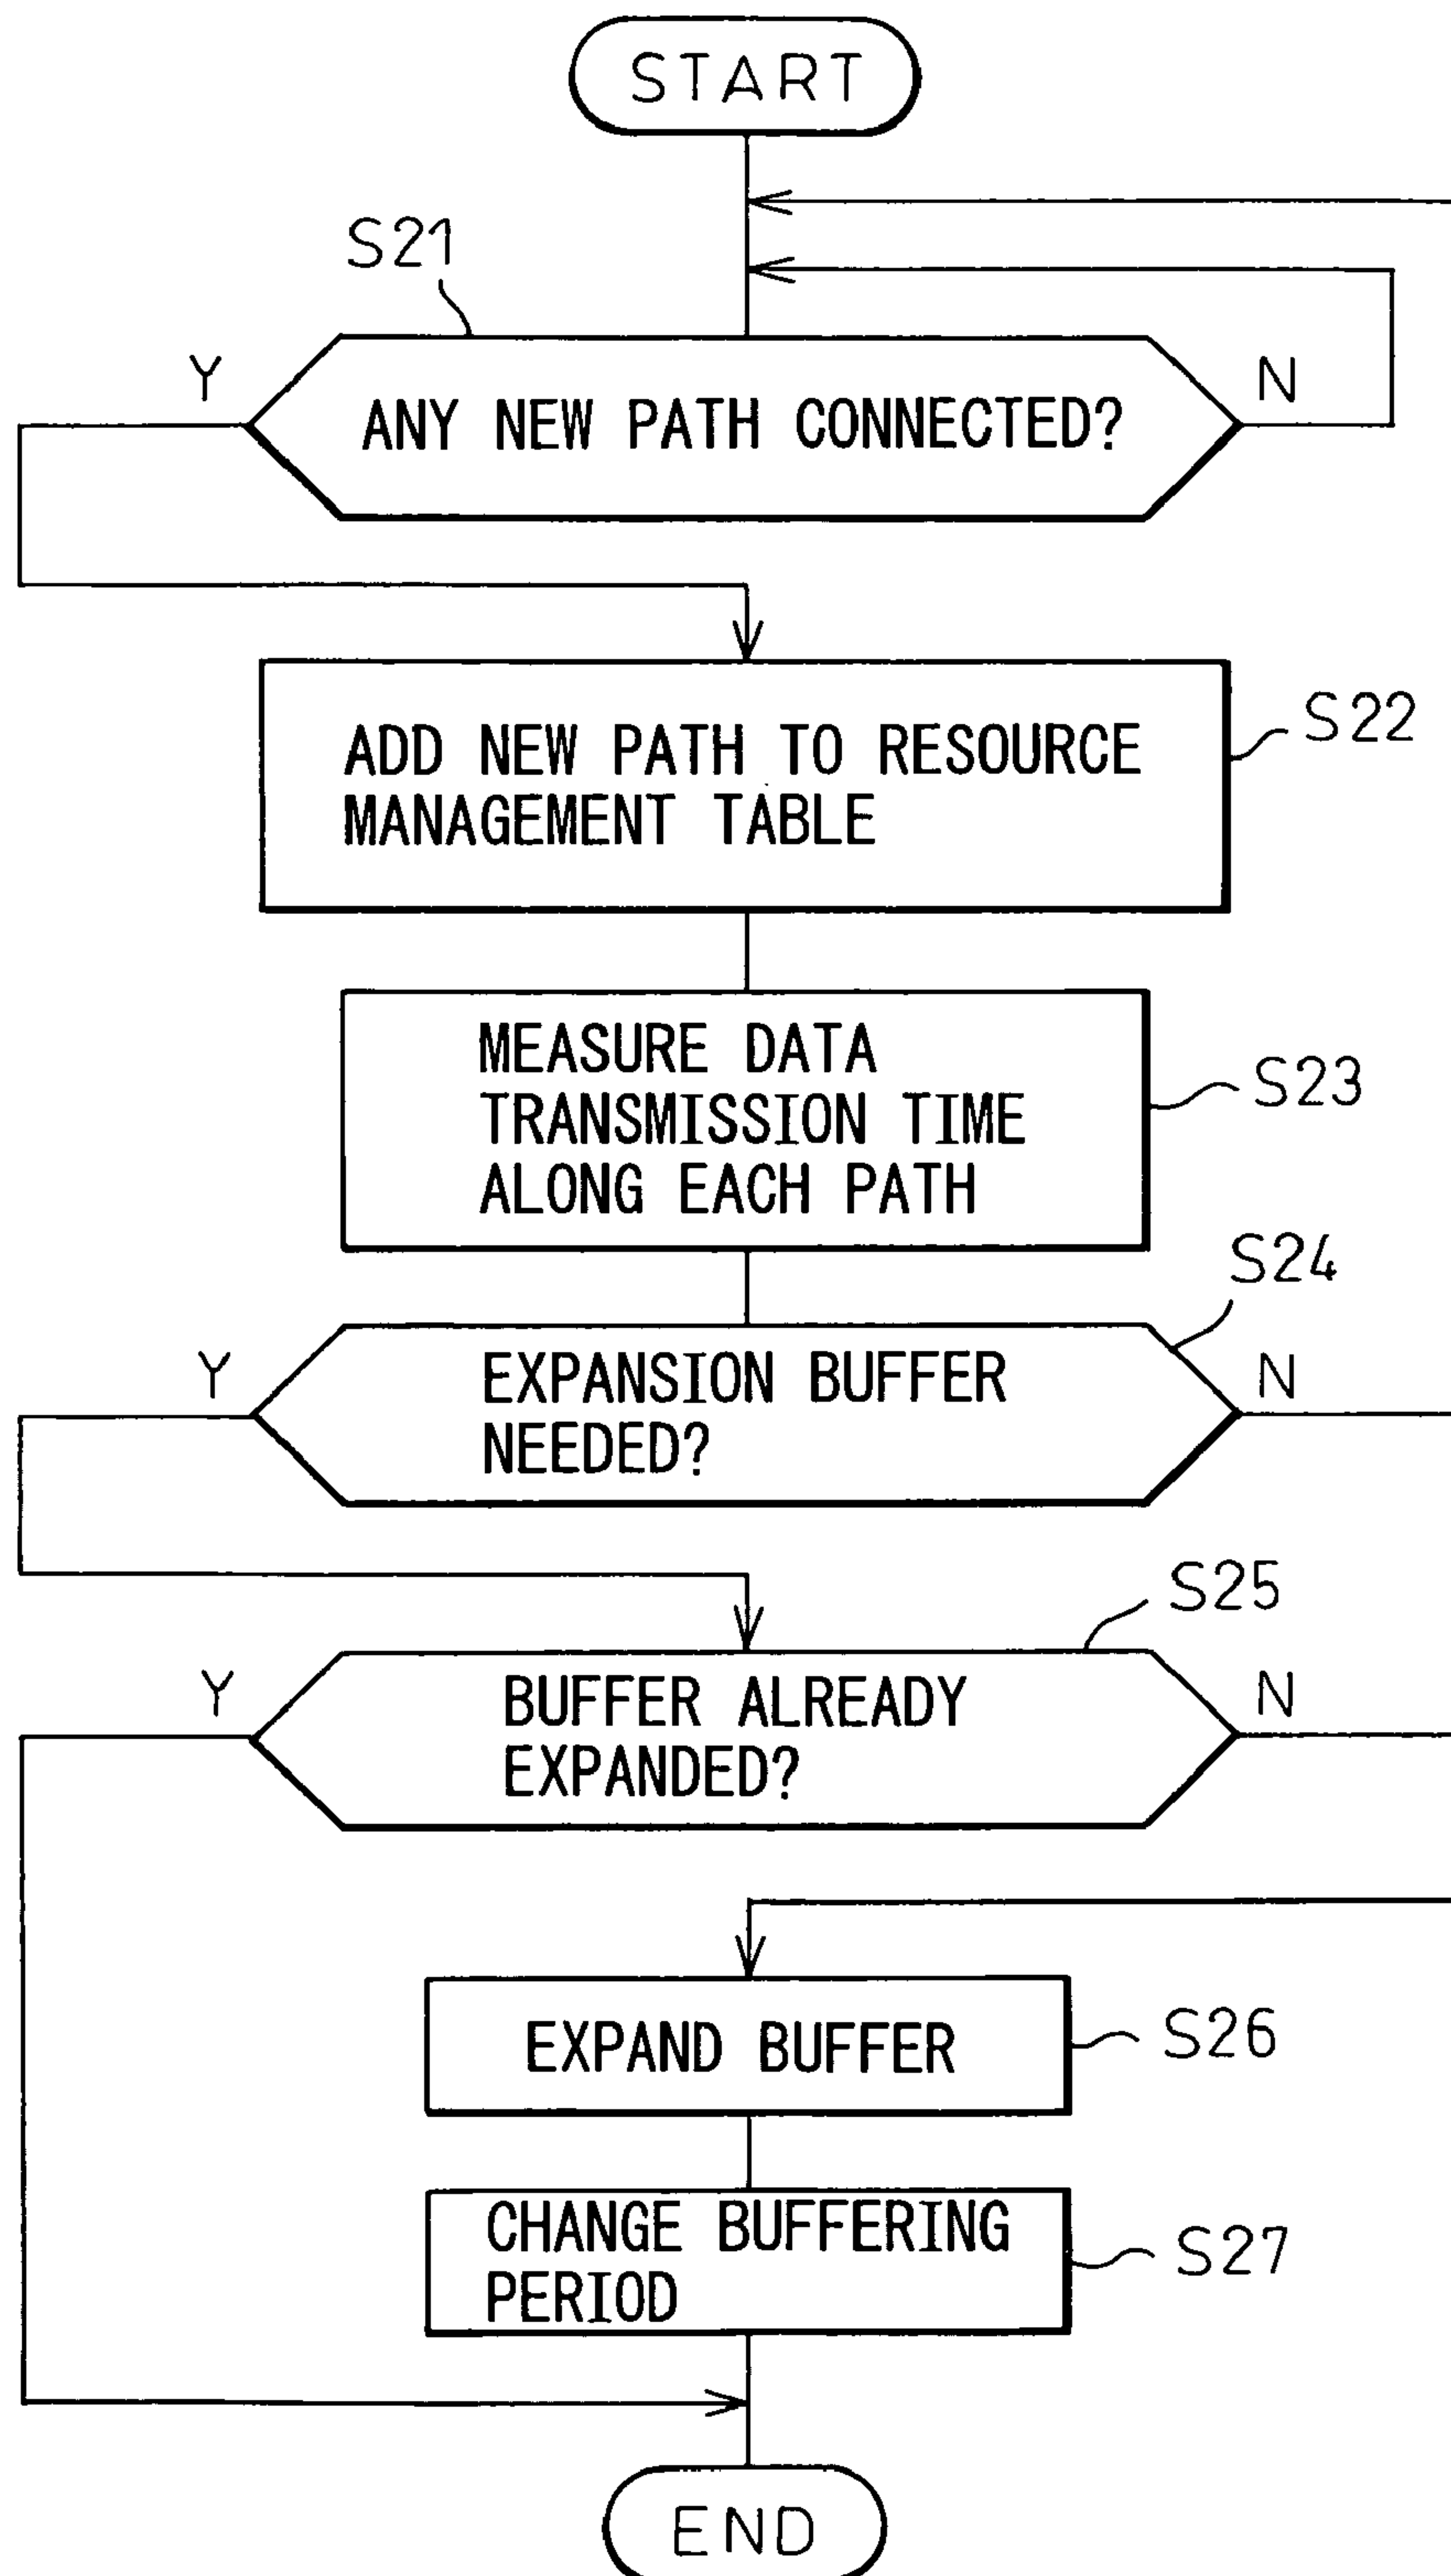 START
S21
Y
N
ANY NEW PATH CONNECTED?
S22
ADD NEW PATH TO RESOURCE
MANAGEMENT TABLE
MEASURE DATA
TRANSMISSION TIME
ALONG EACH PATH
S23
S24
Y
N
EXPANSION BUFFER
NEEDED?
S25
Y
N
BUFFER ALREADY
EXPANDED?
EXPAND BUFFER
S26
CHANGE BUFFERING
PERIOD
S27
END